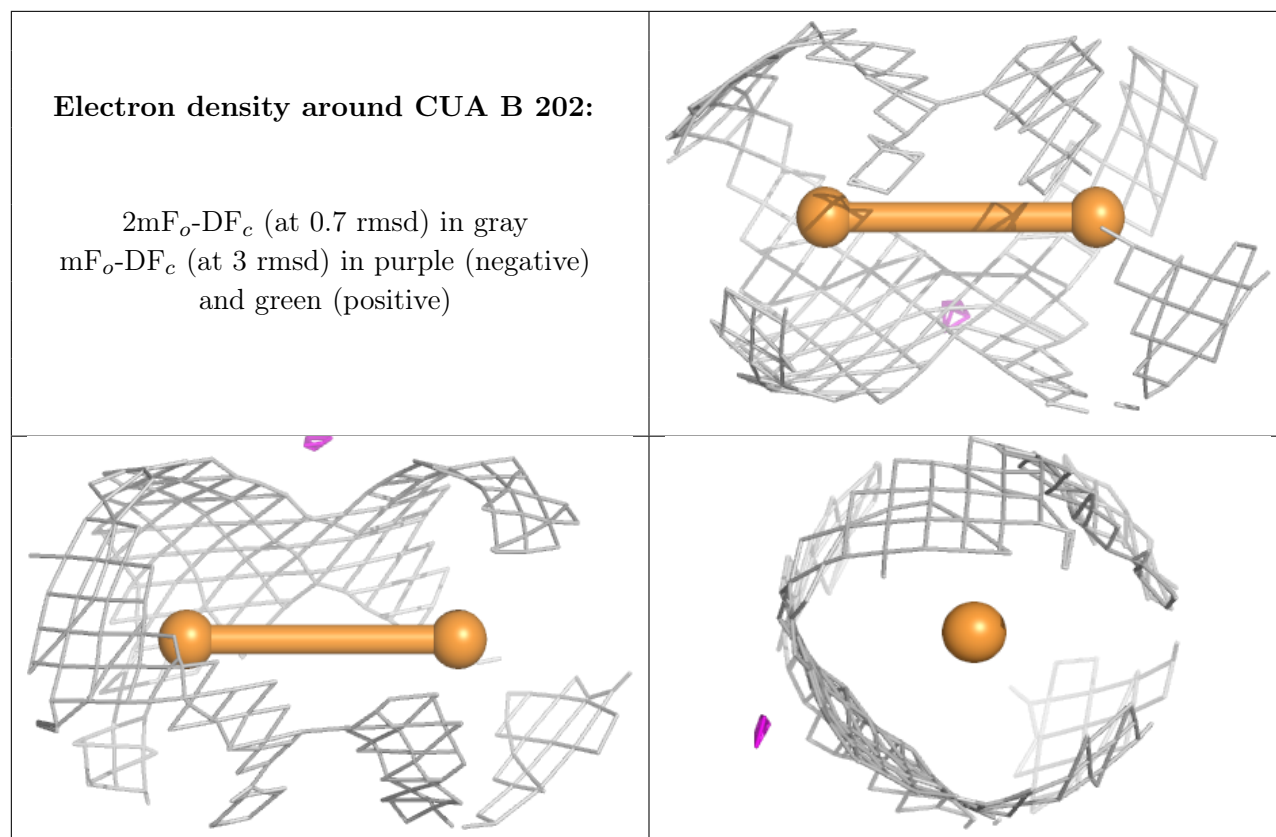 Electron density around CUA B 202:
2mFo-DFc (at 0.7 rmsd) in gray
mFo-DFc (at 3 rmsd) in purple (negative)
and green (positive)